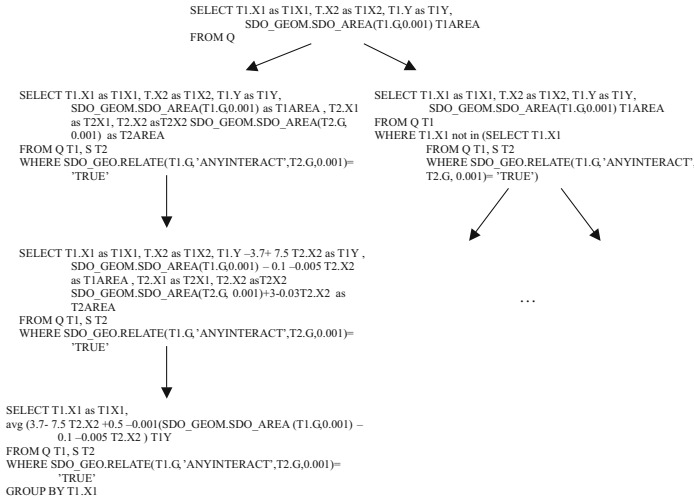 SELECT T1.X1 as T1X1, T.X2 as T1X2, T1.Y as T1Y,
SDO_GEOM.SDO_AREA(T1.G,0.001) T1AREA
FROM Q
SELECT T1.X1 as T1X1, T.X2 as T1X2, T1.Y as T1Y,
SDO_GEOM.SDO_AREA(T1.G,0.001) as T1AREA , T2.X1
as T2X1, T2.X2 asT2X2 SDO_GEOM.SDO_AREA(T2.G,
0.001) as T2AREA
FROM Q T1, S T2
WHERE SDO_GEO.RELATE(T1.G,'ANYINTERACT',T2.G,0.001)=
'TRUE'
SELECT T1.X1 as T1X1, T.X2 as T1X2, T1.Y as T1Y,
SDO_GEOM.SDO_AREA(T1.G,0.001) T1AREA
FROM Q T1
WHERE T1.X1 not in (SELECT T1.X1
FROM Q T1, S T2
WHERE SDO_GEO.RELATE(T1.G,'ANYINTERACT',
T2.G, 0.001)= 'TRUE')
SELECT T1.X1 as T1X1, T.X2 as T1X2, T1.Y –3.7+ 7.5 T2.X2 as T1Y ,
SDO_GEOM.SDO_AREA(T1.G,0.001) – 0.1 –0.005 T2.X2
as T1AREA , T2.X1 as T2X1, T2.X2 asT2X2
SDO_GEOM.SDO_AREA(T2.G, 0.001)+3-0.03T2.X2 as
T2AREA
FROM Q T1, S T2
WHERE SDO_GEO.RELATE(T1.G,'ANYINTERACT',T2.G,0.001)=
'TRUE'
...
SELECT T1.X1 as T1X1,
avg (3.7- 7.5 T2.X2 +0.5 –0.001(SDO_GEOM.SDO_AREA (T1.G,0.001) –
0.1 –0.005 T2.X2 ) T1Y
FROM Q T1, S T2
WHERE SDO_GEO.RELATE(T1.G,'ANYINTERACT',T2.G,0.001)=
'TRUE'
GROUP BY T1.X1